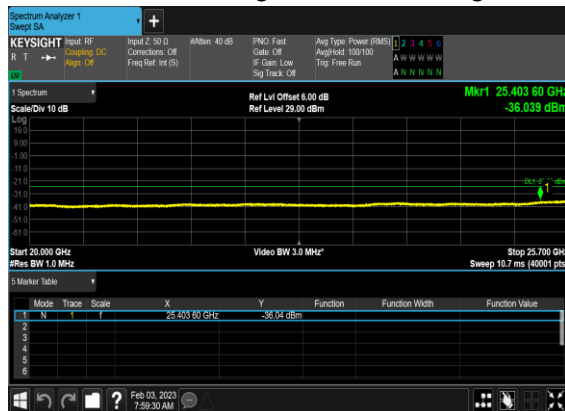 Spectrum Analyzer 1
Swept SA
+
KEYSIGHT
R T
LW
Input: RF
Coupling: DC
Align: Off
Input Z: 50 Ω
Corrections: Off
Freq Ref: Int (S)
#Atten: 40 dB
PNO: Fast
Gate: Off
IF Gain: Low
Sig Track: Off
Avg Type: Power (RMS)
Avg|Hold: 100/100
Trig: Free Run
1 2 3 4 5 6
A W W W W W
A N N N N N
1 Spectrum
Scale/Div 10 dB
Ref Lvl Offset 6.00 dB
Ref Level 29.00 dBm
Mkr1 25.403 60 GHz
-36.039 dBm
Log
19.0
9.00
-1.00
-11.0
-21.0
-31.0
-41.0
-51.0
-61.0
1
Start 20.000 GHz
#Res BW 1.0 MHz
Video BW 3.0 MHz*
Stop 25.700 GHz
Sweep 10.7 ms (40001 pts)
5 Marker Table
Mode Trace Scale X Y Function Function Width Function Value
1 N 1 f 25.403 60 GHz -36.04 dBm
2
3
4
5
6
?
Feb 03, 2023
7:59:30 AM